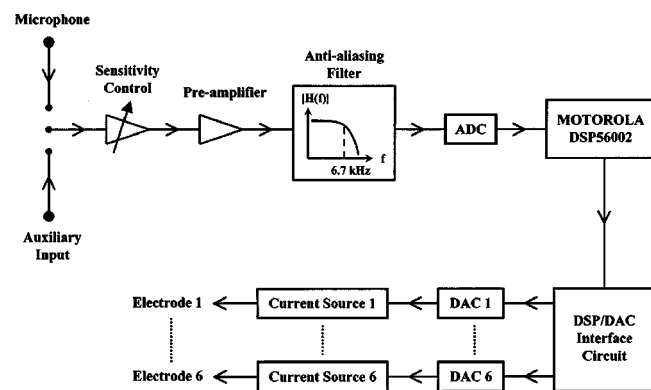 Microphone
Sensitivity
Control
Pre-amplifier
Anti-aliasing
Filter
|H(f)|
f
6.7 kHz
ADC
MOTOROLA
DSP56002
Auxiliary
Input
Electrode 1
Current Source 1
DAC 1
DSP/DAC
Interface
Circuit
Electrode 6
Current Source 6
DAC 6